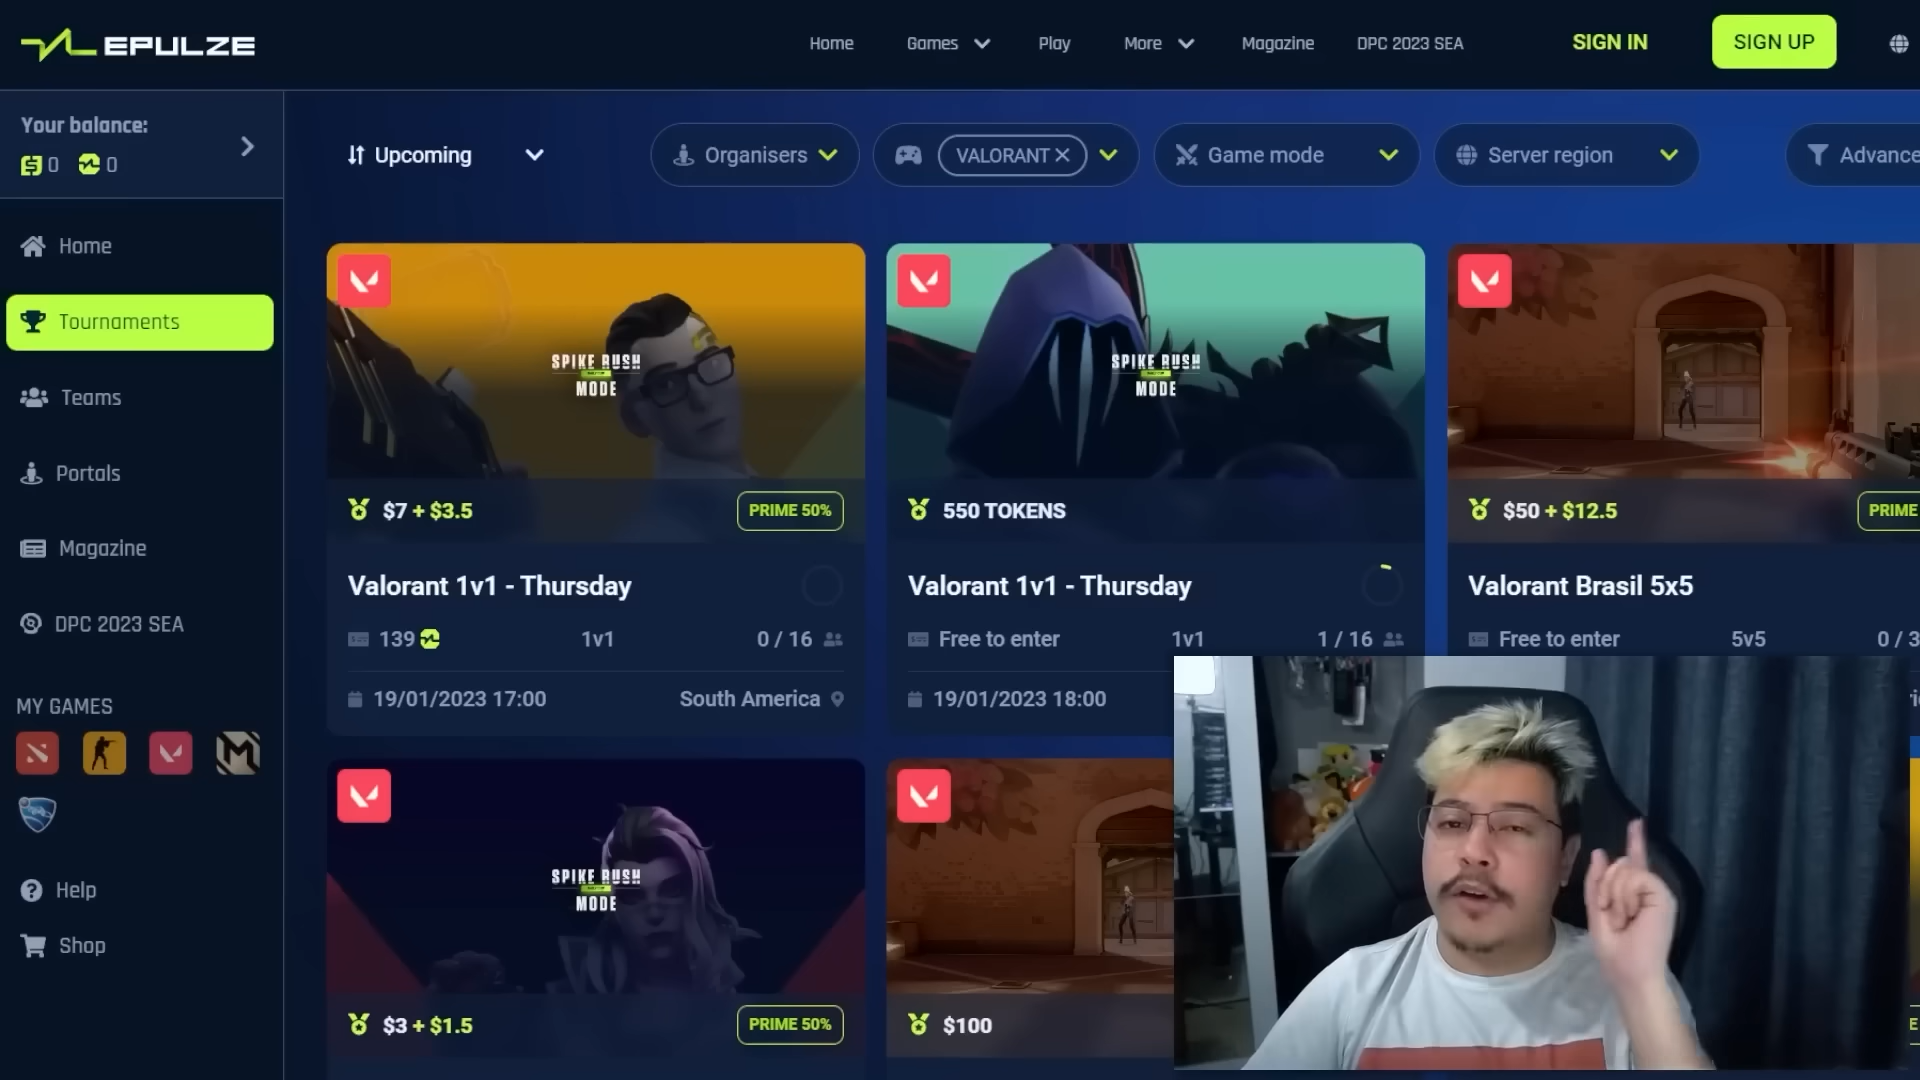 EPULZE
Home
Games
Play
More
Magazine
DPC 2023 SEA
SIGN IN
SIGN UP
Your balance:
0
0
Upcoming
Organisers
VALORANT
Game mode
Server region
Advance
Home
Tournaments
Teams
Portals
Magazine
DPC 2023 SEA
MY GAMES
Help
Shop
SPIKE RUSH
MODE
$7 + $3.5
PRIME 50%
Valorant 1v1 - Thursday
139
1v1
0 / 16
19/01/2023 17:00
South America
SPIKE RUSH
MODE
550 TOKENS
Valorant 1v1 - Thursday
Free to enter
1v1
1 / 16
19/01/2023 18:00
$50 + $12.5
PRIME
Valorant Brasil 5x5
Free to enter
5v5
0 / 3
SPIKE RUSH
MODE
$3 + $1.5
PRIME 50%
$100